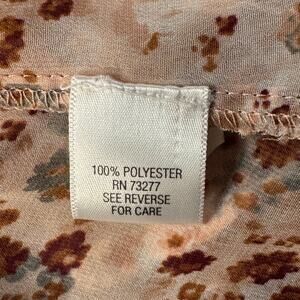 100% POLYESTER
RN 73277
SEE REVERSE
FOR CARE